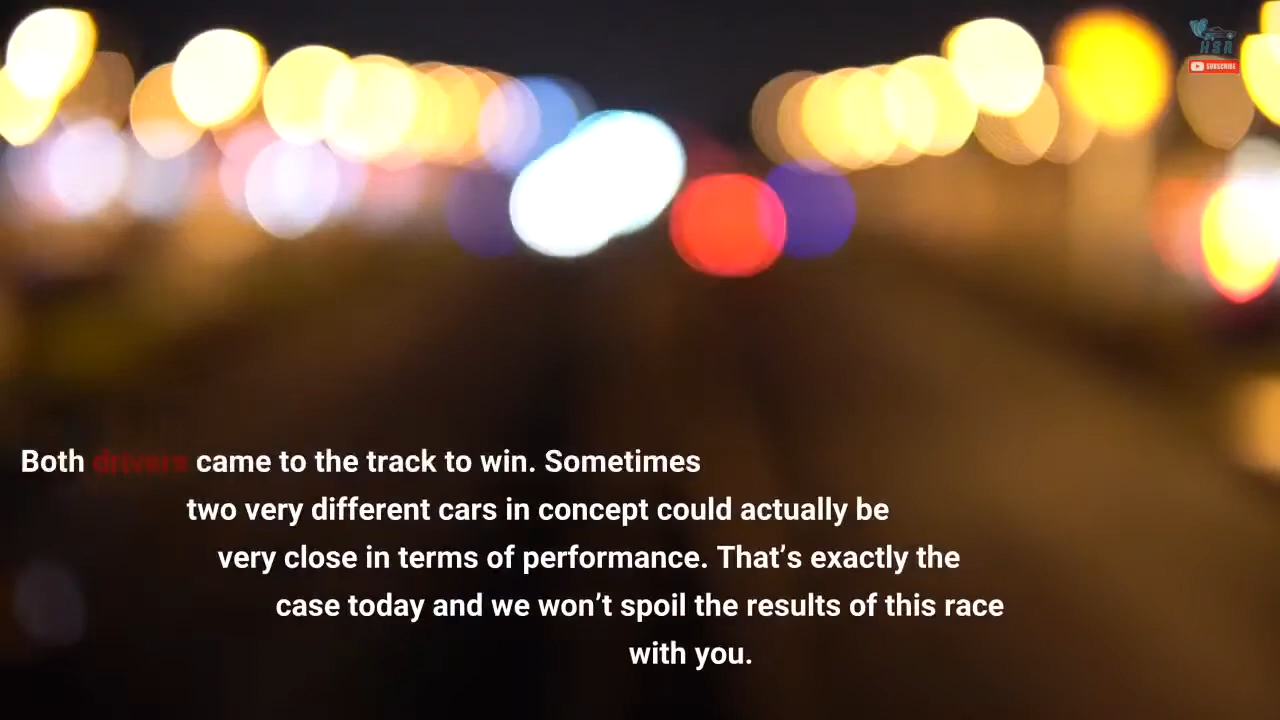 HSR
SUBSCRIBE
Both drivers came to the track to win. Sometimes
two very different cars in concept could actually be
very close in terms of performance. That’s exactly the
case today and we won’t spoil the results of this race
with you.